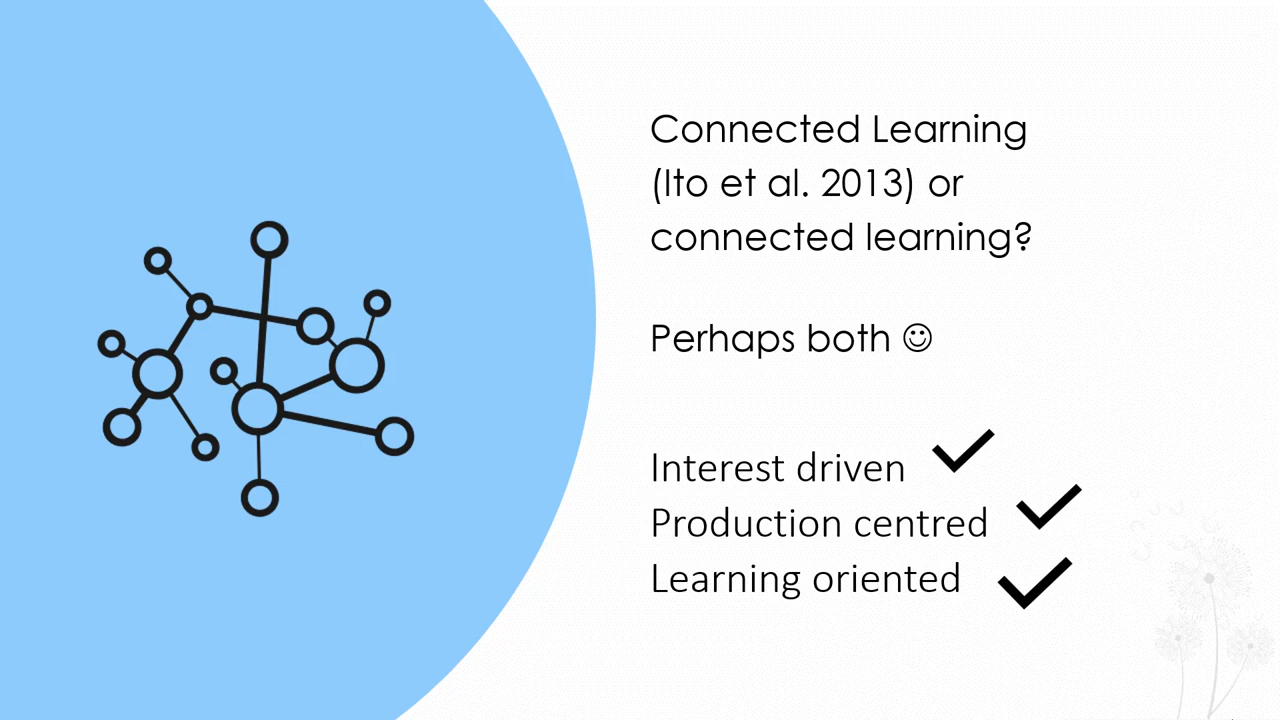 Connected Learning
(Ito et al. 2013) or
connected learning?
Perhaps both ☺
Interest driven
Production centred
Learning oriented